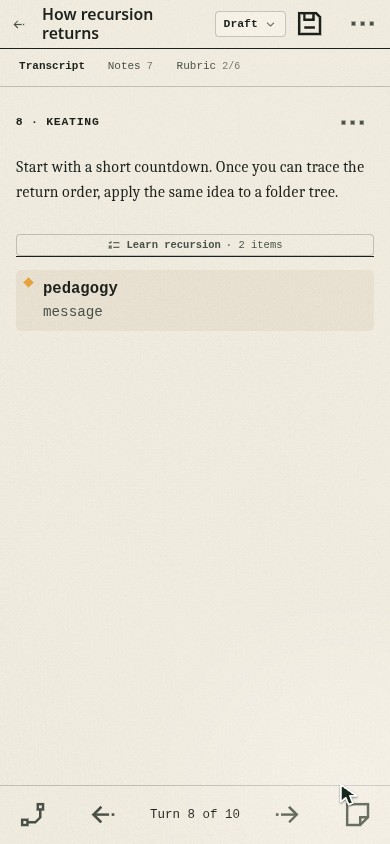 How recursion
returns
Draft
Transcript Notes 7 Rubric 2/6
8 · KEATING
Start with a short countdown. Once you can trace the
return order, apply the same idea to a folder tree.
Learn recursion · 2 items
pedagogy
message
Turn 8 of 10